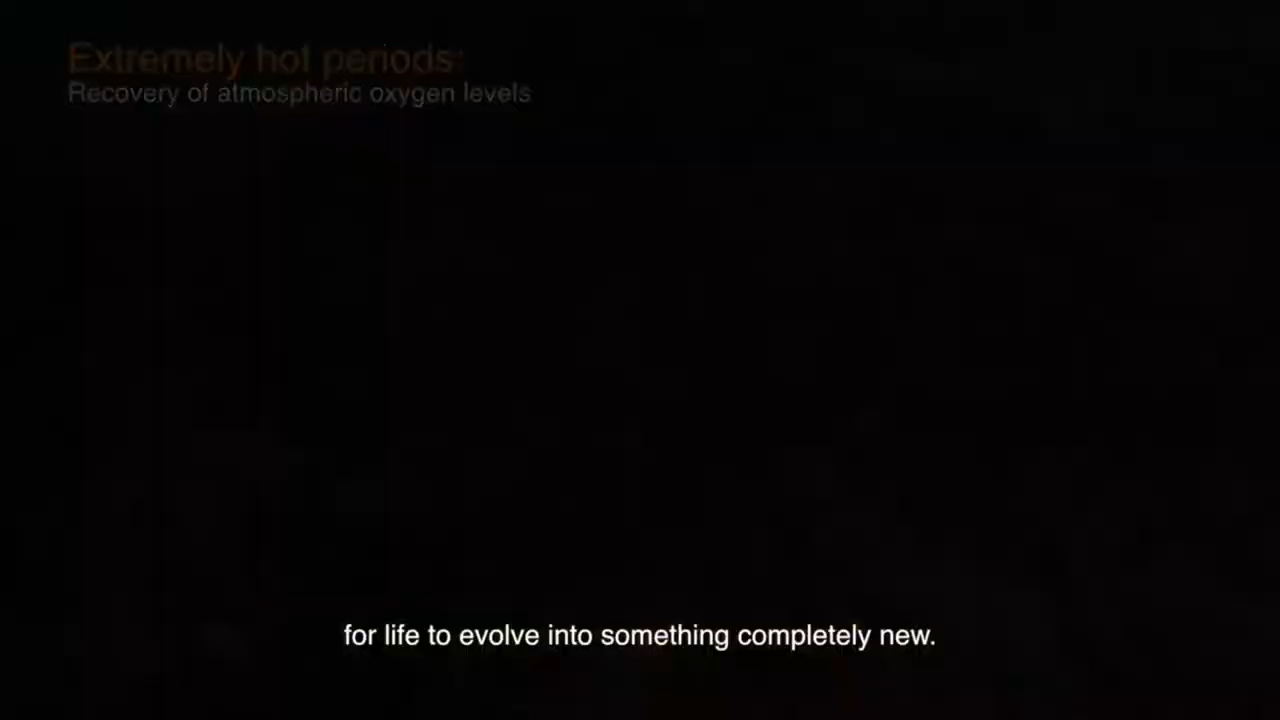 Extremely hot periods:
Recovery of atmospheric oxygen levels
for life to evolve into something completely new.